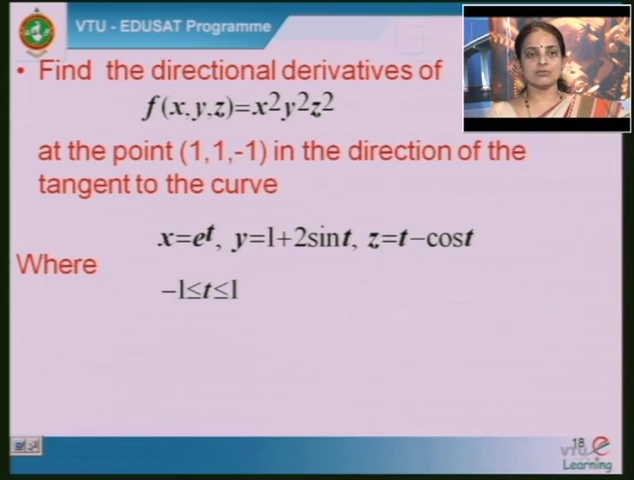 VTU - EDUSAT Programme
• Find the directional derivatives of
f(x,y,z)=x2y2z2
at the point (1,1,-1) in the direction of the
tangent to the curve
x=et, y=1+2sint, z=t−cost
Where
−1≤t≤1
18
VTU e
Learning